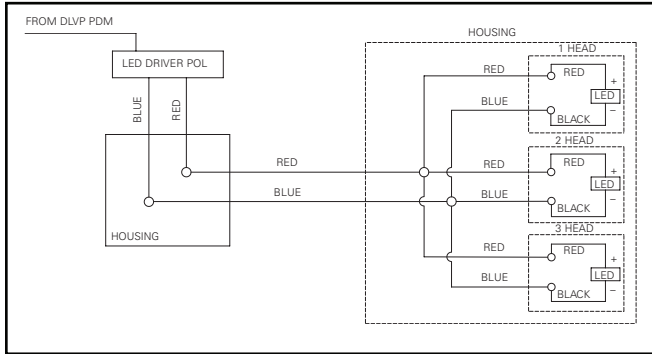 FROM DLVP PDM
LED DRIVER POL
BLUE
RED
HOUSING
RED
BLUE
HOUSING
1 HEAD
RED
RED
+
LED
BLUE
–
BLACK
2 HEAD
RED
RED
+
LED
BLUE
–
BLACK
3 HEAD
RED
RED
+
LED
BLUE
–
BLACK